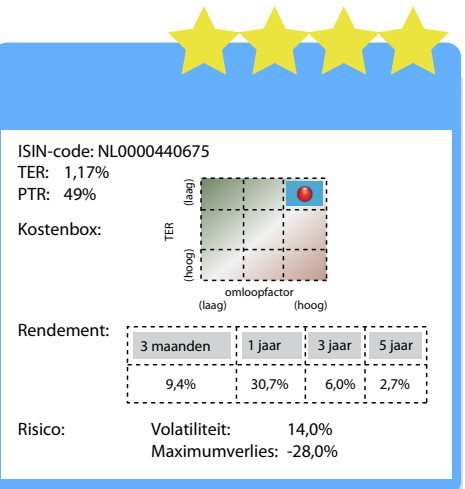 ISIN-code: NL0000440675
TER: 1,17%
PTR: 49%
Kostenbox:
TER
(laag)
(hoog)
omloopfactor
(laag) (hoog)
Rendement:
3 maanden 1 jaar 3 jaar 5 jaar
9,4% 30,7% 6,0% 2,7%
Risico: Volatiliteit: 14,0%
Maximumverlies: -28,0%